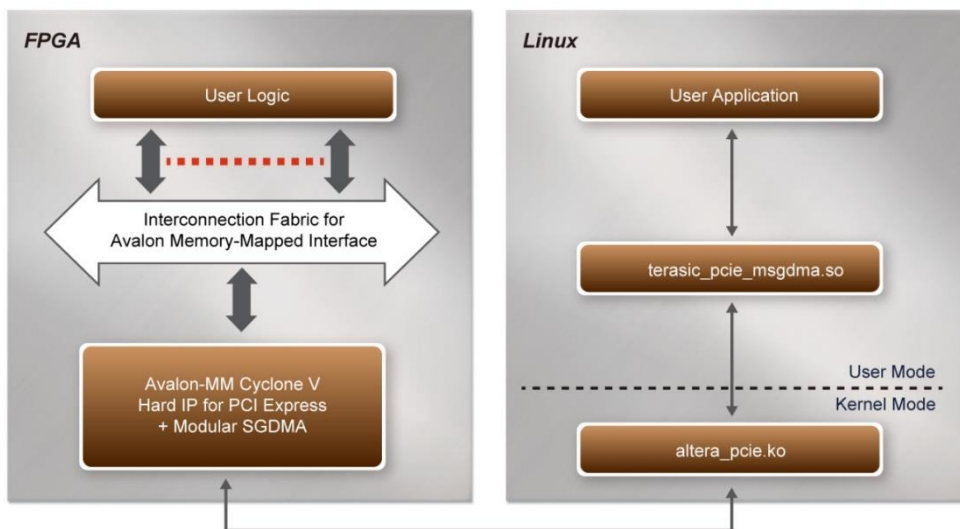 FPGA
User Logic
Interconnection Fabric for
Avalon Memory-Mapped Interface
Avalon-MM Cyclone V
Hard IP for PCI Express
+ Modular SGDMA
Linux
User Application
terasic_pcie_msgdma.so
User Mode
Kernel Mode
altera_pcie.ko